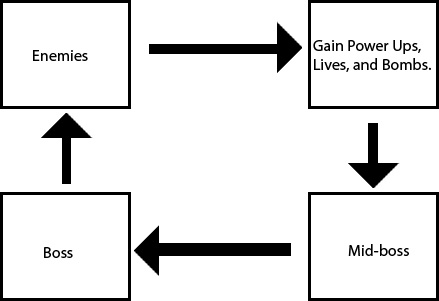 Enemies
Gain Power Ups,
Lives, and Bombs.
Boss
Mid-boss